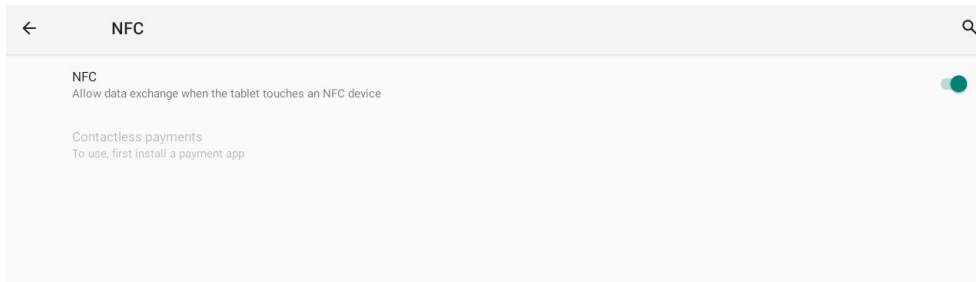 NFC
NFC
Allow data exchange when the tablet touches an NFC device
Contactless payments
To use, first install a payment app